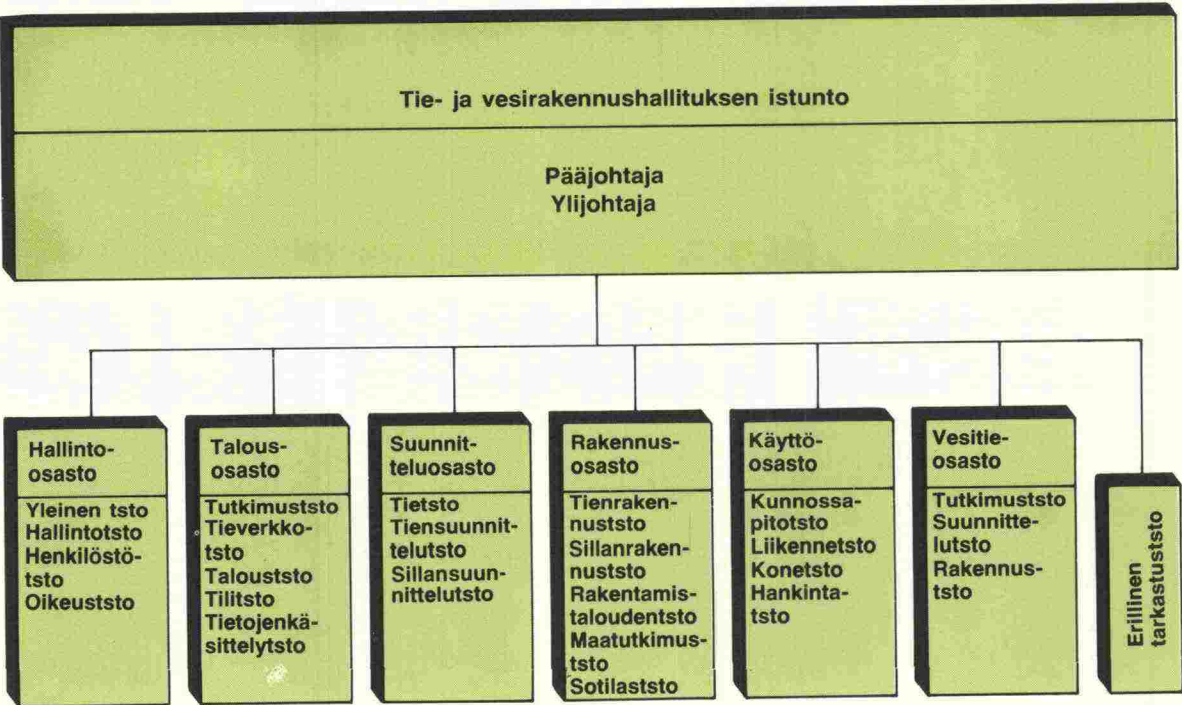 Tie- ja vesirakennushallituksen istunto
Pääjohtaja
Ylijohtaja
Hallinto-
osasto
Yleinen tsto
Hallintotsto
Henkilöstö-
tsto
Oikeuststo
Talous-
osasto
Tutkimuststo
Tieverkko-
tsto
Talouststo
Tilitsto
Tietojenkä-
sittelytsto
Suunnit-
teluosasto
Tietsto
Tiensuunnit-
telutsto
Sillansuun-
nittelutsto
Rakennus-
osasto
Tienraken-
nuststo
Sillanraken-
nuststo
Rakentamis-
taloudentsto
Maatutkimus-
tsto
Sotilaststo
Käyttö-
osasto
Kunnossa-
pitotsto
Liikennetsto
Konetsto
Hankinta-
tsto
Vesitie-
osasto
Tutkimuststo
Suunnitte-
lutsto
Rakennus-
tsto
Erillinen
tarkastuststo